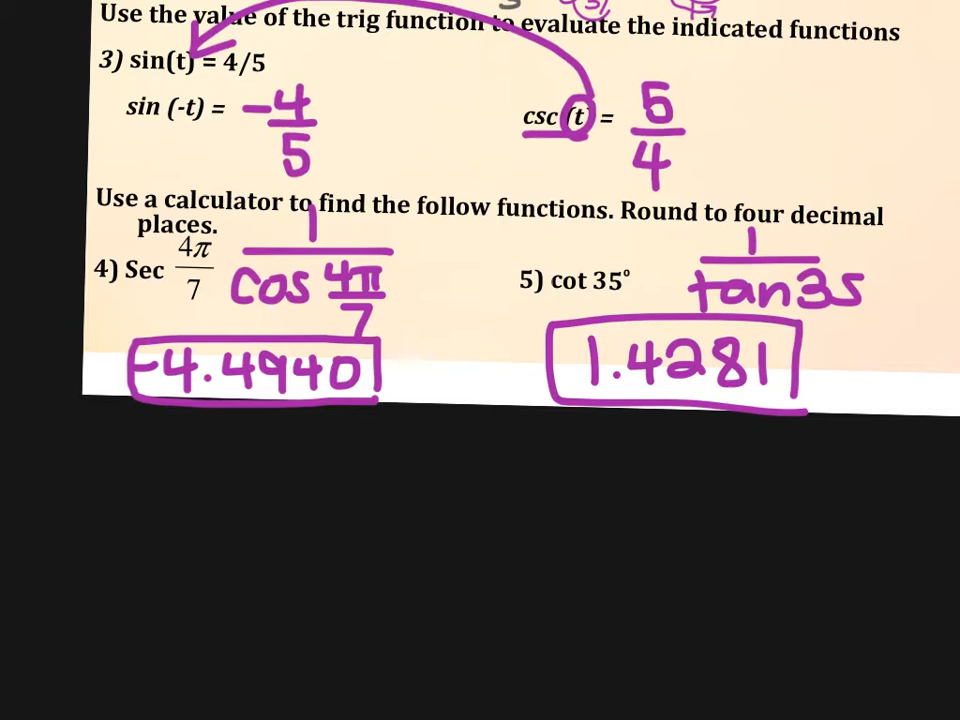 Use the value of the trig function to evaluate the indicated functions
3) sin(t) = 4/5
sin (-t) = -4/5
csc (t) = 5/4
Use a calculator to find the follow functions. Round to four decimal
places.
4) Sec 4π/7 1/cos 4π/7
5) cot 35° 1/tan 35
-4.4940
1.4281